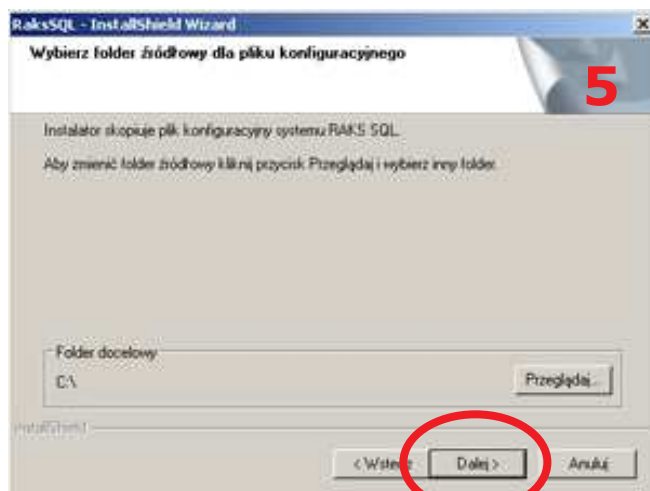 RaksSQL - InstallShield Wizard
Wybierz folder źródłowy dla pliku konfiguracyjnego
5
Instalator skopiuje plik konfiguracyjny systemu RAKS SQL.
Aby zmienić folder źródłowy kliknij przycisk Przeglądaj i wybierz inny folder.
Folder docelowy
C:\
Przeglądaj...
InstallShield
< Wstecz
Dalej >
Anuluj